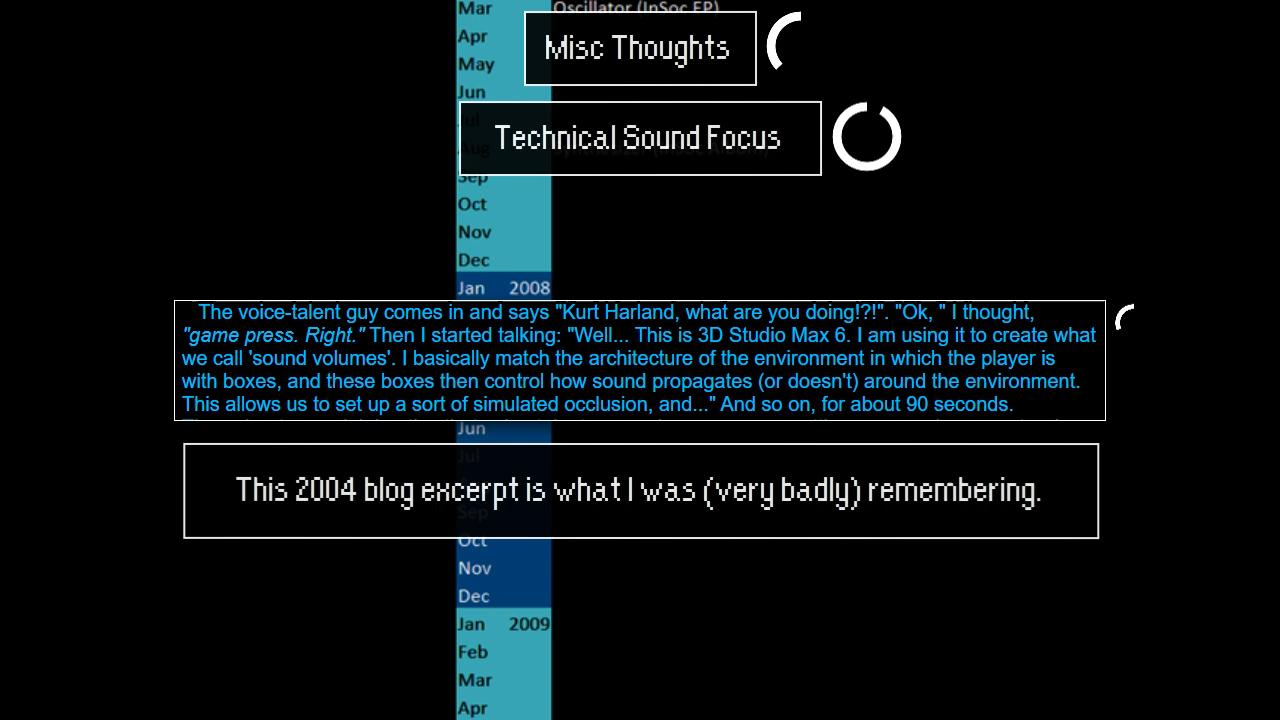 Mar
Oscillator (InSoc EP)
Apr
Misc Thoughts
May
Jun
Jul
Technical Sound Focus
Aug
Sep
Oct
Nov
Dec
Jan 2008
The voice-talent guy comes in and says "Kurt Harland, what are you doing!?!". "Ok, " I thought,
"game press. Right." Then I started talking: "Well... This is 3D Studio Max 6. I am using it to create what
we call 'sound volumes'. I basically match the architecture of the environment in which the player is
with boxes, and these boxes then control how sound propagates (or doesn't) around the environment.
This allows us to set up a sort of simulated occlusion, and..." And so on, for about 90 seconds.
Jun
Jul
This 2004 blog excerpt is what I was (very badly) remembering.
Sep
Oct
Nov
Dec
Jan 2009
Feb
Mar
Apr